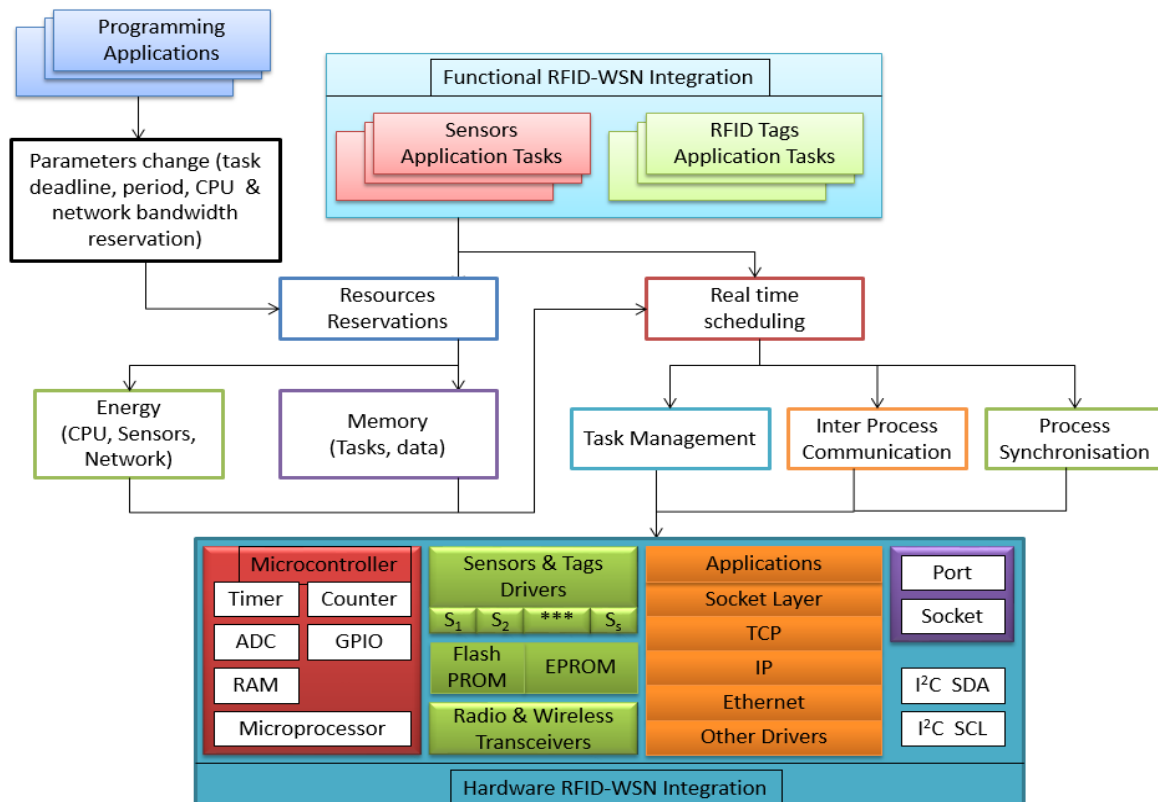 Programming
Applications
Functional RFID-WSN Integration
Sensors
Application Tasks
RFID Tags
Application Tasks
Parameters change (task
deadline, period, CPU &
network bandwidth
reservation)
Resources
Reservations
Real time
scheduling
Energy
(CPU, Sensors,
Network)
Memory
(Tasks, data)
Task Management
Inter Process
Communication
Process
Synchronisation
Microcontroller
Timer
Counter
ADC
GPIO
RAM
Microprocessor
Sensors & Tags
Drivers
S₁
S₂
***
Sₛ
Flash
PROM
EPROM
Radio & Wireless
Transceivers
Applications
Socket Layer
TCP
IP
Ethernet
Other Drivers
Port
Socket
I²C SDA
I²C SCL
Hardware RFID-WSN Integration